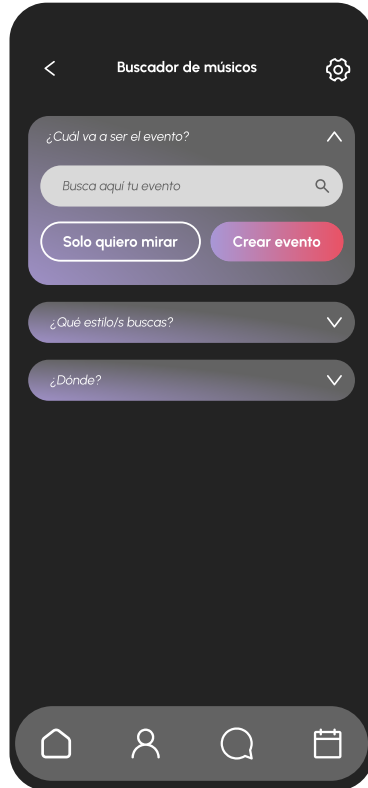 Buscador de músicos
¿Cuál va a ser el evento?
Busca aquí tu evento
Solo quiero mirar
Crear evento
¿Qué estilo/s buscas?
¿Dónde?